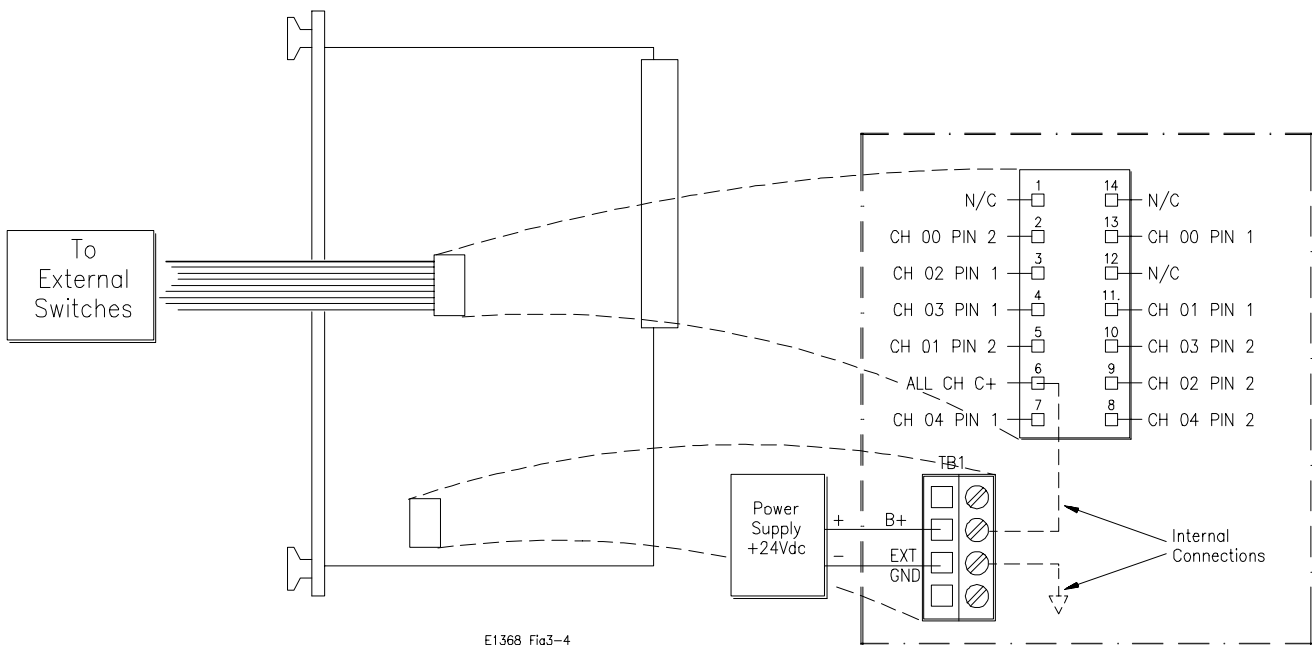 To
External
Switches
1 14
N/C N/C
2 13
CH 00 PIN 2 CH 00 PIN 1
3 12
CH 02 PIN 1 N/C
4 11.
CH 03 PIN 1 CH 01 PIN 1
5 10
CH 01 PIN 2 CH 03 PIN 2
6 9
ALL CH C+ CH 02 PIN 2
7 8
CH 04 PIN 1 CH 04 PIN 2
TB1
Power
Supply
+24Vdc
+ B+
- EXT
GND
Internal
Connections
E1368 Fig3-4